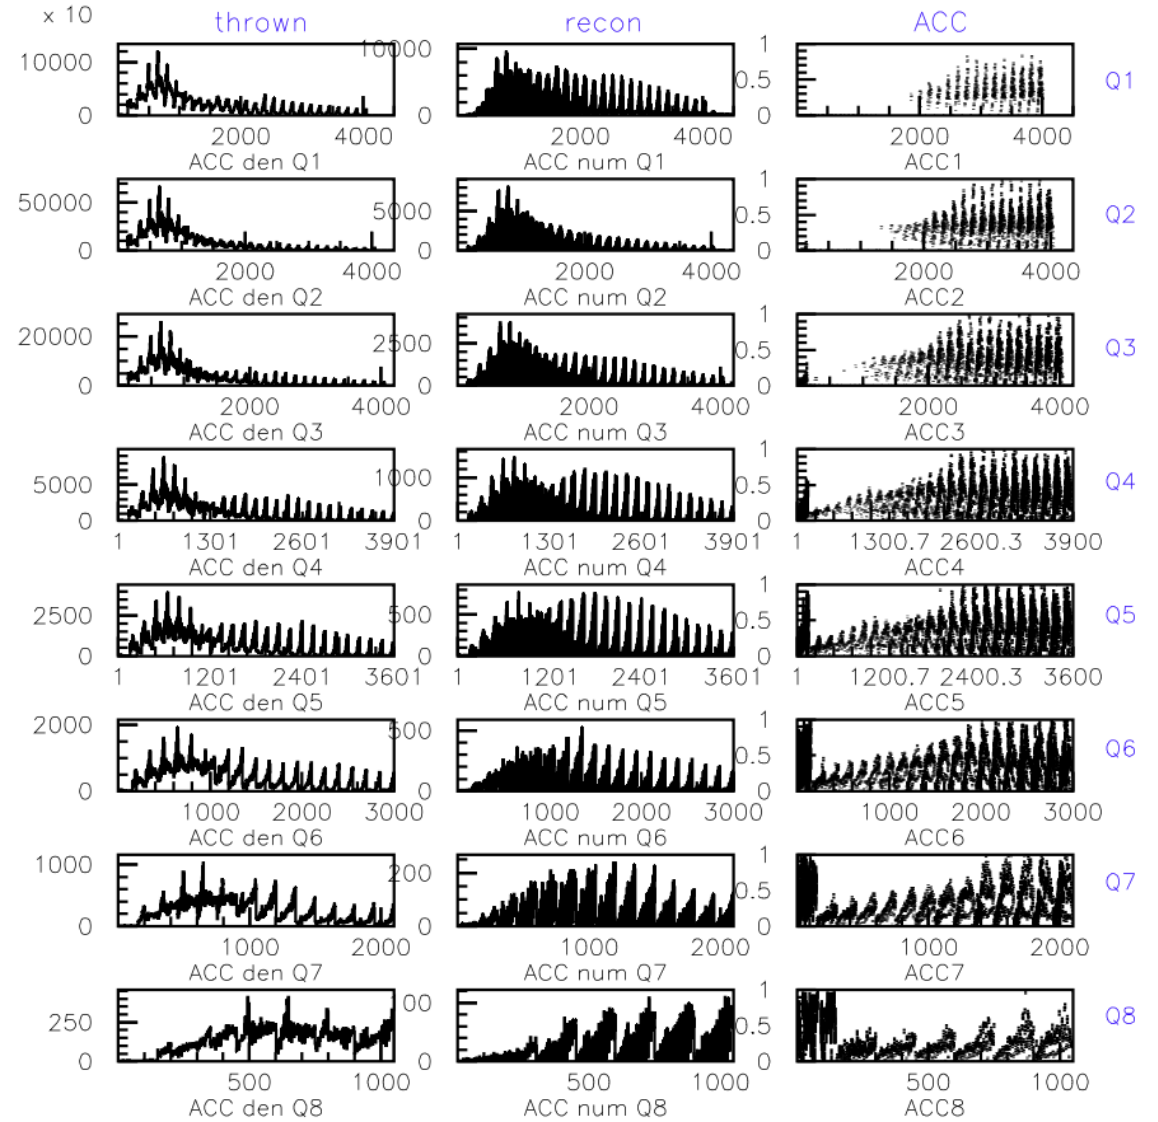 x 10
thrown recon ACC
10000 0 2000 4000
10000 0 2000 4000
1 0.5 0 2000 4000
Q1
ACC den Q1 ACC num Q1 ACC1
50000 0 2000 4000
5000 0 2000 4000
1 0.5 0 2000 4000
Q2
ACC den Q2 ACC num Q2 ACC2
20000 0 2000 4000
2500 0 2000 4000
1 0.5 0 2000 4000
Q3
ACC den Q3 ACC num Q3 ACC3
5000 0 1 1301 2601 3901
1000 0 1 1301 2601 3901
1 0.5 0 1 1300.7 2600.3 3900
Q4
ACC den Q4 ACC num Q4 ACC4
2500 0 1 1201 2401 3601
500 0 1 1201 2401 3601
1 0.5 0 1 1200.7 2400.3 3600
Q5
ACC den Q5 ACC num Q5 ACC5
2000 0 1000 2000 3000
500 0 1000 2000 3000
1 0.5 0 1000 2000 3000
Q6
ACC den Q6 ACC num Q6 ACC6
1000 0 1000 2000
200 0 1000 2000
1 0.5 0 1000 2000
Q7
ACC den Q7 ACC num Q7 ACC7
250 0 500 1000
00 0 500 1000
1 0.5 0 500 1000
Q8
ACC den Q8 ACC num Q8 ACC8